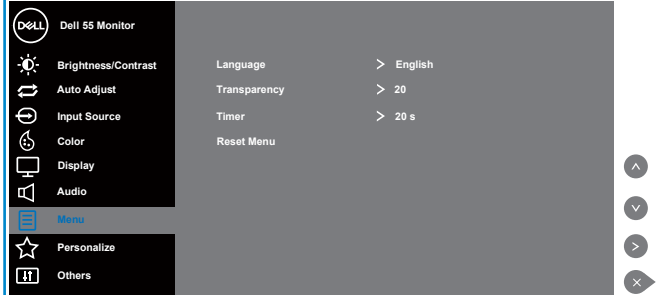 DELL Dell 55 Monitor
Brightness/Contrast
Auto Adjust
Input Source
Color
Display
Audio
Menu
Personalize
Others
Language > English
Transparency > 20
Timer > 20 s
Reset Menu